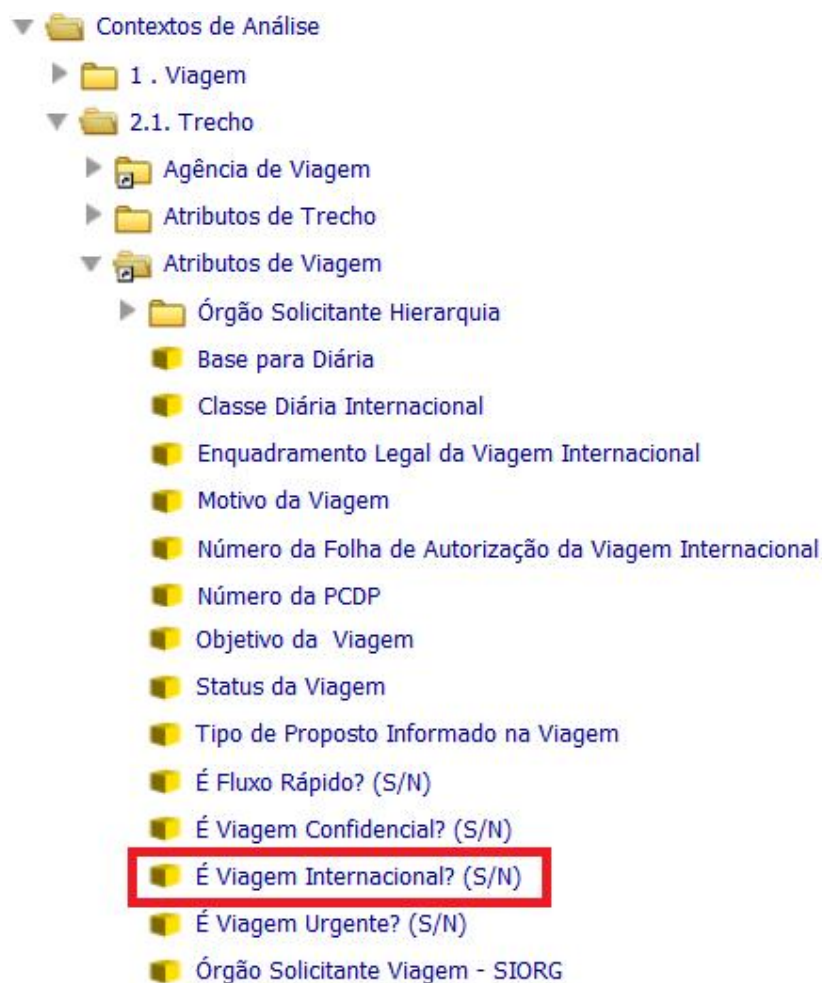 Contextos de Análise
1 . Viagem
2.1. Trecho
Agência de Viagem
Atributos de Trecho
Atributos de Viagem
Órgão Solicitante Hierarquia
Base para Diária
Classe Diária Internacional
Enquadramento Legal da Viagem Internacional
Motivo da Viagem
Número da Folha de Autorização da Viagem Internacional
Número da PCDP
Objetivo da  Viagem
Status da Viagem
Tipo de Proposto Informado na Viagem
É Fluxo Rápido? (S/N)
É Viagem Confidencial? (S/N)
É Viagem Internacional? (S/N)
É Viagem Urgente? (S/N)
Órgão Solicitante Viagem - SIORG